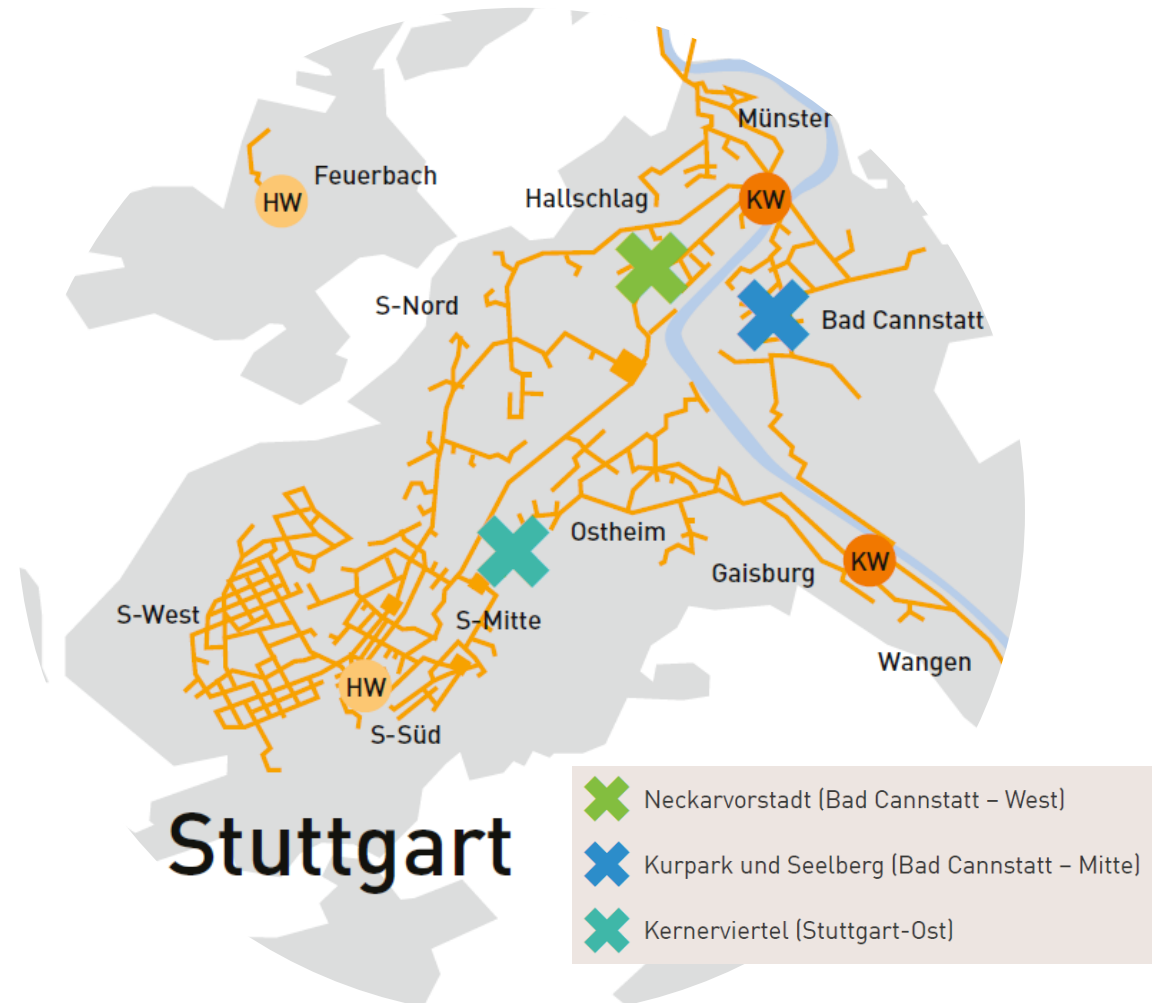 Münster
Feuerbach
HW
Hallschlag
KW
S-Nord
Bad Cannstatt
Ostheim
KW
Gaisburg
S-West
S-Mitte
Wangen
HW
S-Süd
Stuttgart
Neckarvorstadt (Bad Cannstatt – West)
Kurpark und Seelberg (Bad Cannstatt – Mitte)
Kernerviertel (Stuttgart-Ost)